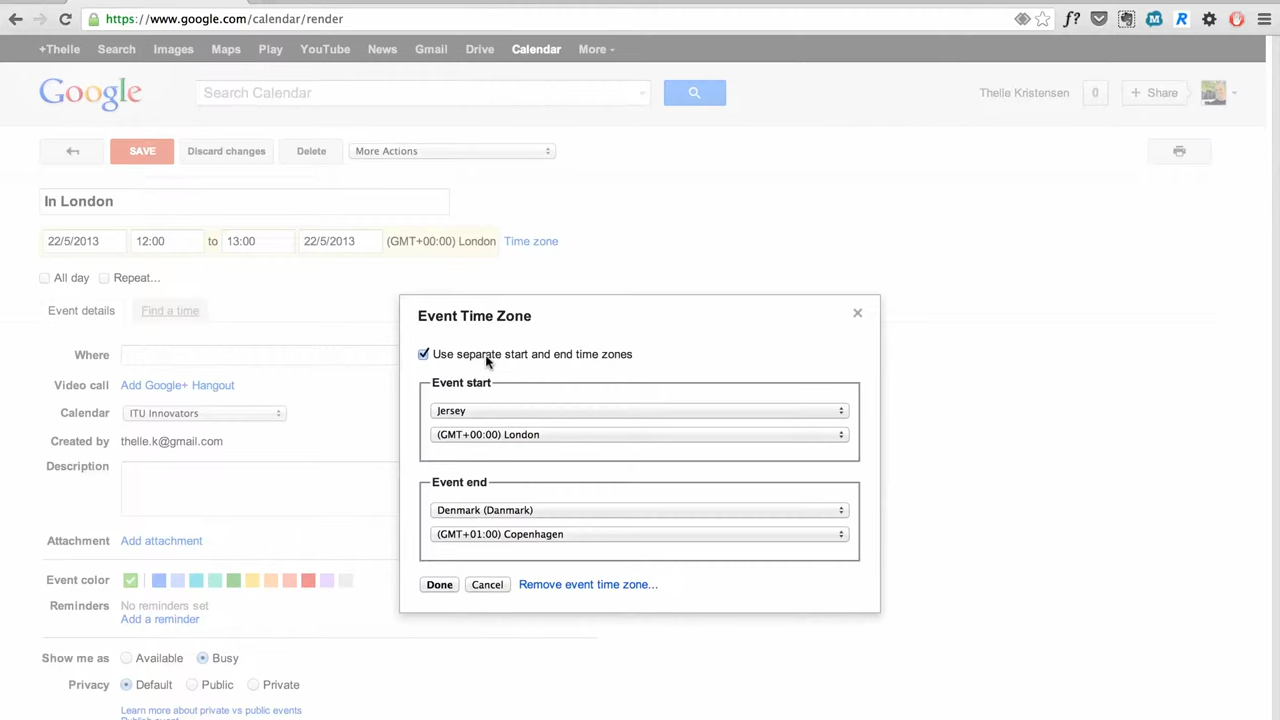 https://www.google.com/calendar/render
+Thelle Search Images Maps Play YouTube News Gmail Drive Calendar More
Google Search Calendar Thelle Kristensen 0 + Share
SAVE Discard changes Delete More Actions
In London
22/5/2013 12:00 to 13:00 22/5/2013 (GMT+00:00) London Time zone
All day Repeat...
Event details Find a time
Where
Video call Add Google+ Hangout
Calendar ITU Innovators
Created by thelle.k@gmail.com
Description
Attachment Add attachment
Event color
Reminders No reminders set
Add a reminder
Show me as Available Busy
Privacy Default Public Private
Learn more about private vs public events
Publish event
Event Time Zone
Use separate start and end time zones
Event start
Jersey
(GMT+00:00) London
Event end
Denmark (Danmark)
(GMT+01:00) Copenhagen
Done Cancel Remove event time zone...